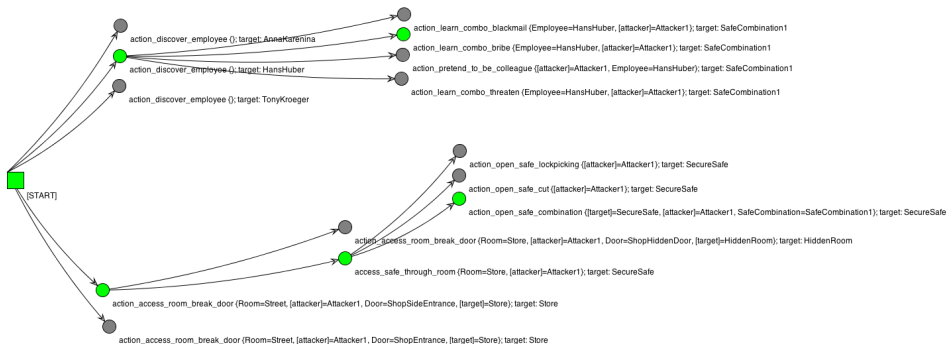 action_learn_combo_blackmail {Employee=HansHuber, [attacker]=Attacker1}; target: SafeCombination1
action_discover_employee {}; target: AnnaKarenina
action_learn_combo_bribe {Employee=HansHuber, [attacker]=Attacker1}; target: SafeCombination1
action_discover_employee {}; target: HansHuber
action_pretend_to_be_colleague {[attacker]=Attacker1, Employee=HansHuber}; target: SafeCombination1
action_learn_combo_threaten {Employee=HansHuber, [attacker]=Attacker1}; target: SafeCombination1
action_discover_employee {}; target: TonyKroeger
action_open_safe_lockpicking {[attacker]=Attacker1}; target: SecureSafe
action_open_safe_cut {[attacker]=Attacker1}; target: SecureSafe
[START]
action_open_safe_combination {[target]=SecureSafe, [attacker]=Attacker1, SafeCombination=SafeCombination1}; target: SecureSafe
action_access_room_break_door {Room=Store, [attacker]=Attacker1, Door=ShopHiddenDoor, [target]=HiddenRoom}; target: HiddenRoom
access_safe_through_room {Room=Store, [attacker]=Attacker1}; target: SecureSafe
action_access_room_break_door {Room=Street, [attacker]=Attacker1, Door=ShopSideEntrance, [target]=Store}; target: Store
action_access_room_break_door {Room=Street, [attacker]=Attacker1, Door=ShopEntrance, [target]=Store}; target: Store